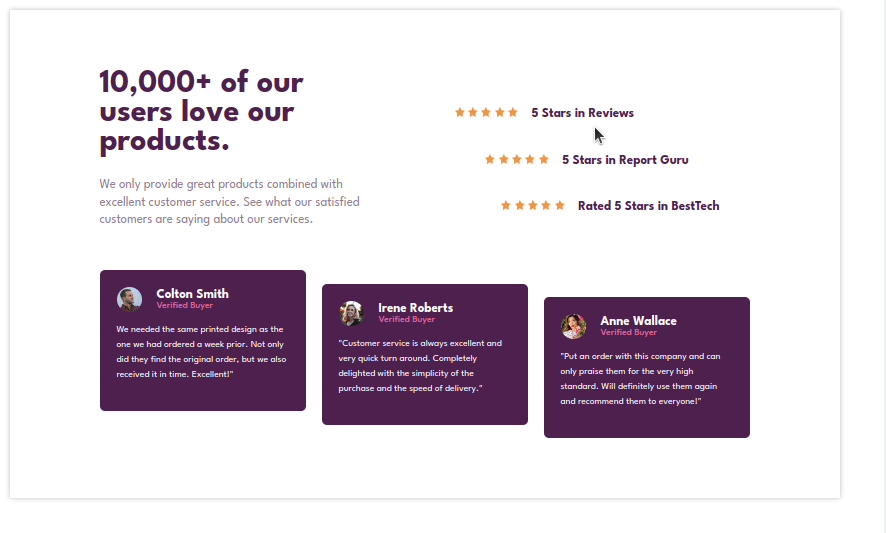 10,000+ of our
users love our
products.
We only provide great products combined with
excellent customer service. See what our satisfied
customers are saying about our services.
5 Stars in Reviews
5 Stars in Report Guru
Rated 5 Stars in BestTech
Colton Smith
Verified Buyer
We needed the same printed design as the
one we had ordered a week prior. Not only
did they find the original order, but we also
received it in time. Excellent!"
Irene Roberts
Verified Buyer
"Customer service is always excellent and
very quick turn around. Completely
delighted with the simplicity of the
purchase and the speed of delivery."
Anne Wallace
Verified Buyer
"Put an order with this company and can
only praise them for the very high
standard. Will definitely use them again
and recommend them to everyone!"